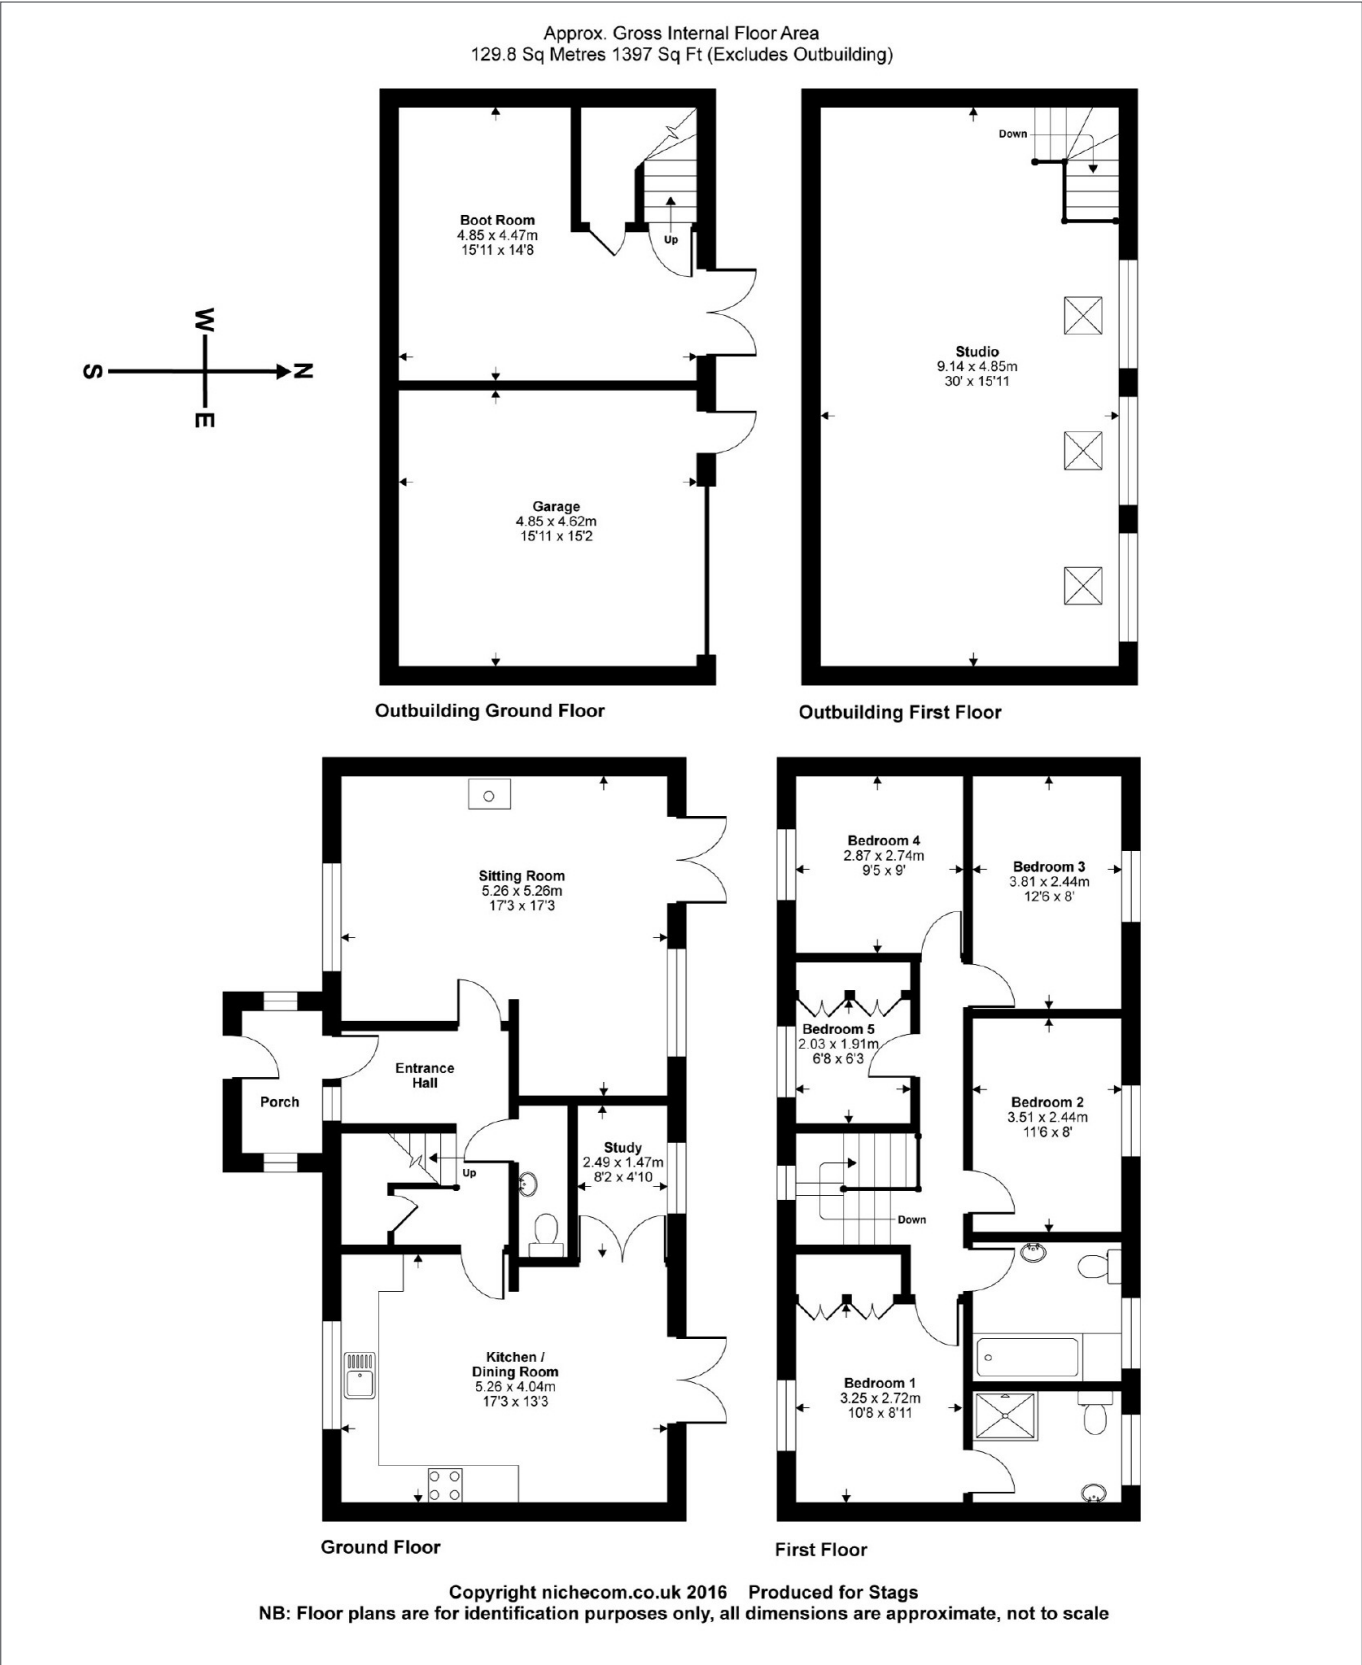 Approx. Gross Internal Floor Area
129.8 Sq Metres 1397 Sq Ft (Excludes Outbuilding)
Boot Room
4.85 x 4.47m
15'11 x 14'8
Up
Down
W
S
N
E
Studio
9.14 x 4.85m
30' x 15'11
Garage
4.85 x 4.62m
15'11 x 15'2
Outbuilding Ground Floor
Outbuilding First Floor
Sitting Room
5.26 x 5.26m
17'3 x 17'3
Entrance
Hall
Porch
Up
Study
2.49 x 1.47m
8'2 x 4'10
Kitchen /
Dining Room
5.26 x 4.04m
17'3 x 13'3
Ground Floor
Bedroom 4
2.87 x 2.74m
9'5 x 9'
Bedroom 3
3.81 x 2.44m
12'6 x 8'
Bedroom 5
2.03 x 1.91m
6'8 x 6'3
Bedroom 2
3.51 x 2.44m
11'6 x 8'
Down
Bedroom 1
3.25 x 2.72m
10'8 x 8'11
First Floor
Copyright nichecom.co.uk 2016 Produced for Stags
NB: Floor plans are for identification purposes only, all dimensions are approximate, not to scale